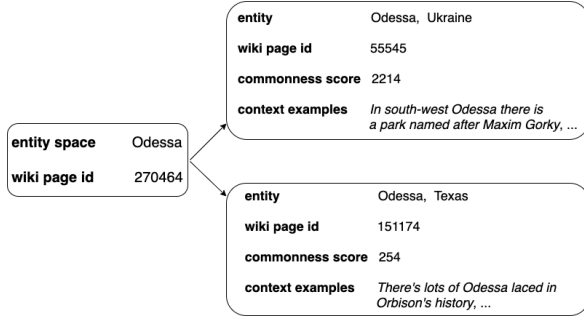 entity Odessa, Ukraine
wiki page id 55545
commonness score 2214
context examples In south-west Odessa there is
a park named after Maxim Gorky, ...
entity space Odessa
wiki page id 270464
entity Odessa, Texas
wiki page id 151174
commonness score 254
context examples There's lots of Odessa laced in
Orbison's history, ...